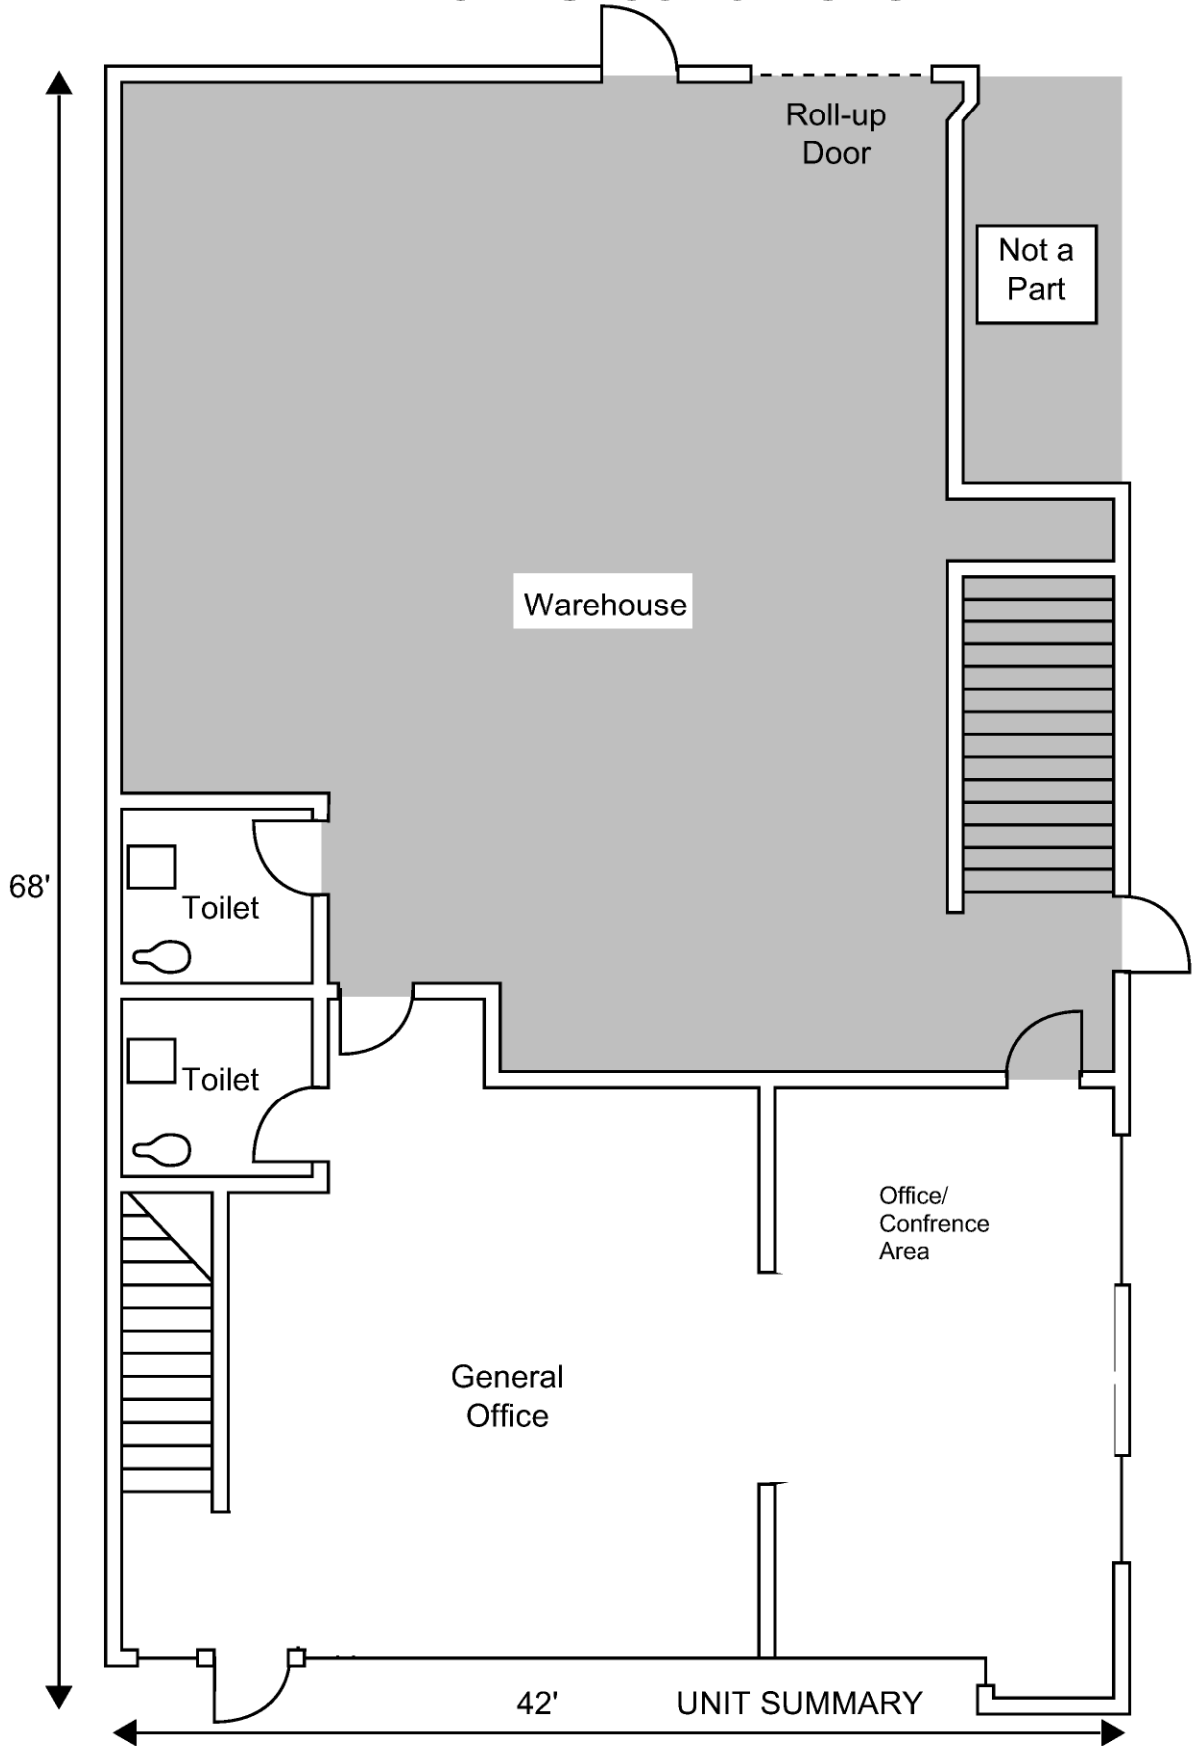 Roll-up
Door
Not a
Part
Warehouse
68'
Toilet
Toilet
Office/
Confrence
Area
General
Office
42'
UNIT SUMMARY